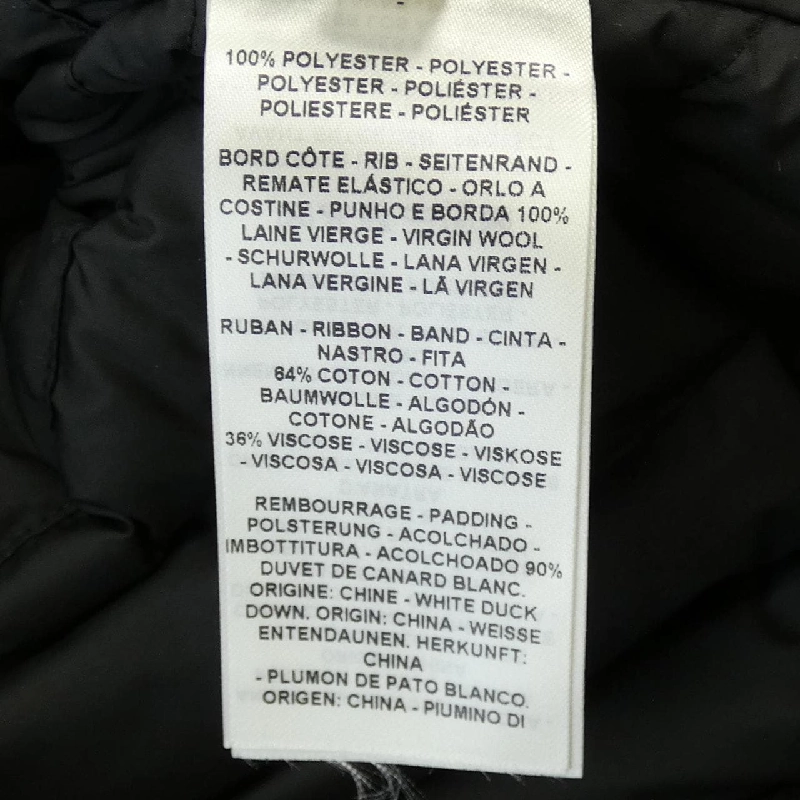 100% POLYESTER - POLYESTER -
POLYESTER - POLIÉSTER -
POLIESTERE - POLIÉSTER
BORD CÔTE - RIB - SEITENRAND -
REMATE ELÁSTICO - ORLO A
COSTINE - PUNHO E BORDA 100%
LAINE VIERGE - VIRGIN WOOL
- SCHURWOLLE - LANA VIRGEN -
LANA VERGINE - LÃ VIRGEN
RUBAN - RIBBON - BAND - CINTA -
NASTRO - FITA
64% COTON - COTTON -
BAUMWOLLE - ALGODÓN -
COTONE - ALGODÃO
36% VISCOSE - VISCOSE - VISKOSE
- VISCOSA - VISCOSA - VISCOSE
REMBOURRAGE - PADDING -
POLSTERUNG - ACOLCHADO -
IMBOTTITURA - ACOLCHOADO 90%
DUVET DE CANARD BLANC.
ORIGINE: CHINE - WHITE DUCK
DOWN. ORIGIN: CHINA - WEISSE
ENTENDAUNEN. HERKUNFT:
CHINA
- PLUMON DE PATO BLANCO.
ORIGEN: CHINA - PIUMINO DI